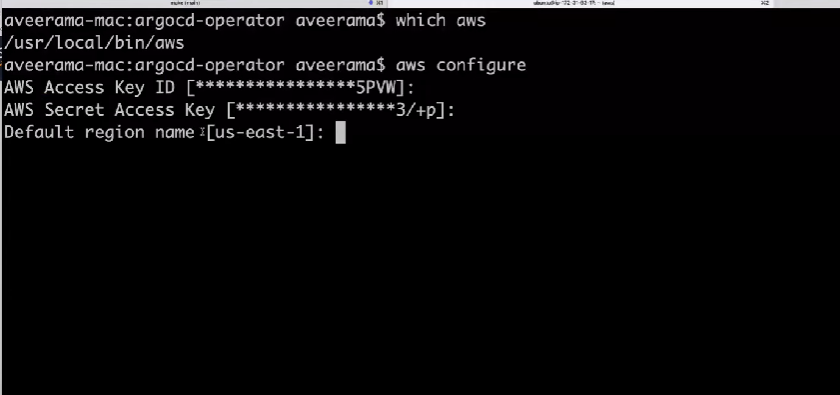 aveerama-mac:argocd-operator aveerama$ which aws
/usr/local/bin/aws
aveerama-mac:argocd-operator aveerama$ aws configure
AWS Access Key ID [****************5PVW]:
AWS Secret Access Key [****************3/+p]:
Default region name [us-east-1]: